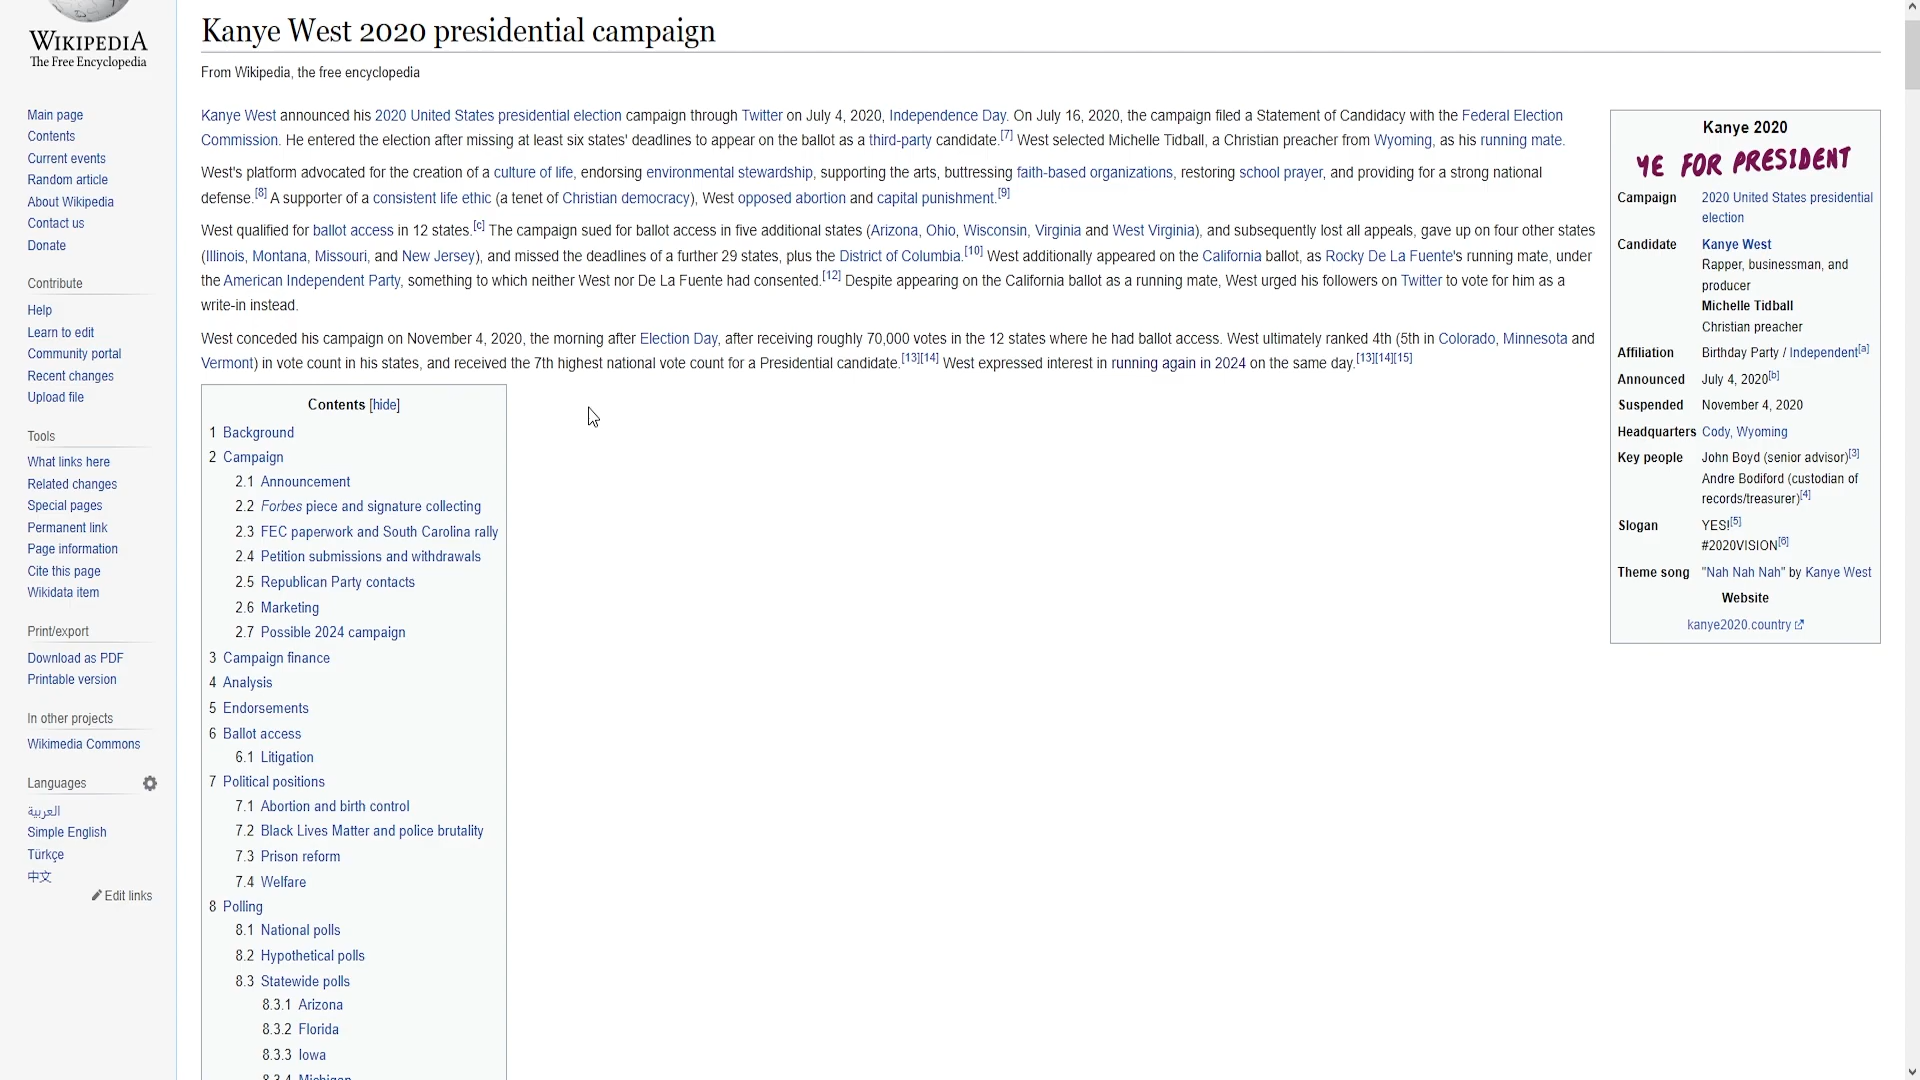 WIKIPEDIA
The Free Encyclopedia
Main page
Contents
Current events
Random article
About Wikipedia
Contact us
Donate
Contribute
Help
Learn to edit
Community portal
Recent changes
Upload file
Tools
What links here
Related changes
Special pages
Permanent link
Page information
Cite this page
Wikidata item
Print/export
Download as PDF
Printable version
In other projects
Wikimedia Commons
Languages
العربية
Simple English
Türkçe
中文
Edit links
Kanye West 2020 presidential campaign
From Wikipedia, the free encyclopedia
Kanye West announced his 2020 United States presidential election campaign through Twitter on July 4, 2020, Independence Day. On July 16, 2020, the campaign filed a Statement of Candidacy with the Federal Election
Commission. He entered the election after missing at least six states' deadlines to appear on the ballot as a third-party candidate.[7] West selected Michelle Tidball, a Christian preacher from Wyoming, as his running mate.
West's platform advocated for the creation of a culture of life, endorsing environmental stewardship, supporting the arts, buttressing faith-based organizations, restoring school prayer, and providing for a strong national
defense.[8] A supporter of a consistent life ethic (a tenet of Christian democracy), West opposed abortion and capital punishment.[9]
West qualified for ballot access in 12 states.[c] The campaign sued for ballot access in five additional states (Arizona, Ohio, Wisconsin, Virginia and West Virginia), and subsequently lost all appeals, gave up on four other states
(Illinois, Montana, Missouri, and New Jersey), and missed the deadlines of a further 29 states, plus the District of Columbia.[10] West additionally appeared on the California ballot, as Rocky De La Fuente's running mate, under
the American Independent Party, something to which neither West nor De La Fuente had consented.[12] Despite appearing on the California ballot as a running mate, West urged his followers on Twitter to vote for him as a
write-in instead.
West conceded his campaign on November 4, 2020, the morning after Election Day, after receiving roughly 70,000 votes in the 12 states where he had ballot access. West ultimately ranked 4th (5th in Colorado, Minnesota and
Vermont) in vote count in his states, and received the 7th highest national vote count for a Presidential candidate.[13][14] West expressed interest in running again in 2024 on the same day.[13][14][15]
Contents [hide]
1 Background
2 Campaign
2.1 Announcement
2.2 Forbes piece and signature collecting
2.3 FEC paperwork and South Carolina rally
2.4 Petition submissions and withdrawals
2.5 Republican Party contacts
2.6 Marketing
2.7 Possible 2024 campaign
3 Campaign finance
4 Analysis
5 Endorsements
6 Ballot access
6.1 Litigation
7 Political positions
7.1 Abortion and birth control
7.2 Black Lives Matter and police brutality
7.3 Prison reform
7.4 Welfare
8 Polling
8.1 National polls
8.2 Hypothetical polls
8.3 Statewide polls
8.3.1 Arizona
8.3.2 Florida
8.3.3 Iowa
8.3.4 Michigan
Kanye 2020
YE FOR PRESIDENT
Campaign 2020 United States presidential
election
Candidate Kanye West
Rapper, businessman, and
producer
Michelle Tidball
Christian preacher
Affiliation Birthday Party / Independent[a]
Announced July 4, 2020[b]
Suspended November 4, 2020
Headquarters Cody, Wyoming
Key people John Boyd (senior advisor)[3]
Andre Bodiford (custodian of
records/treasurer)[4]
Slogan YES![5]
#2020VISION[6]
Theme song "Nah Nah Nah" by Kanye West
Website
kanye2020.country